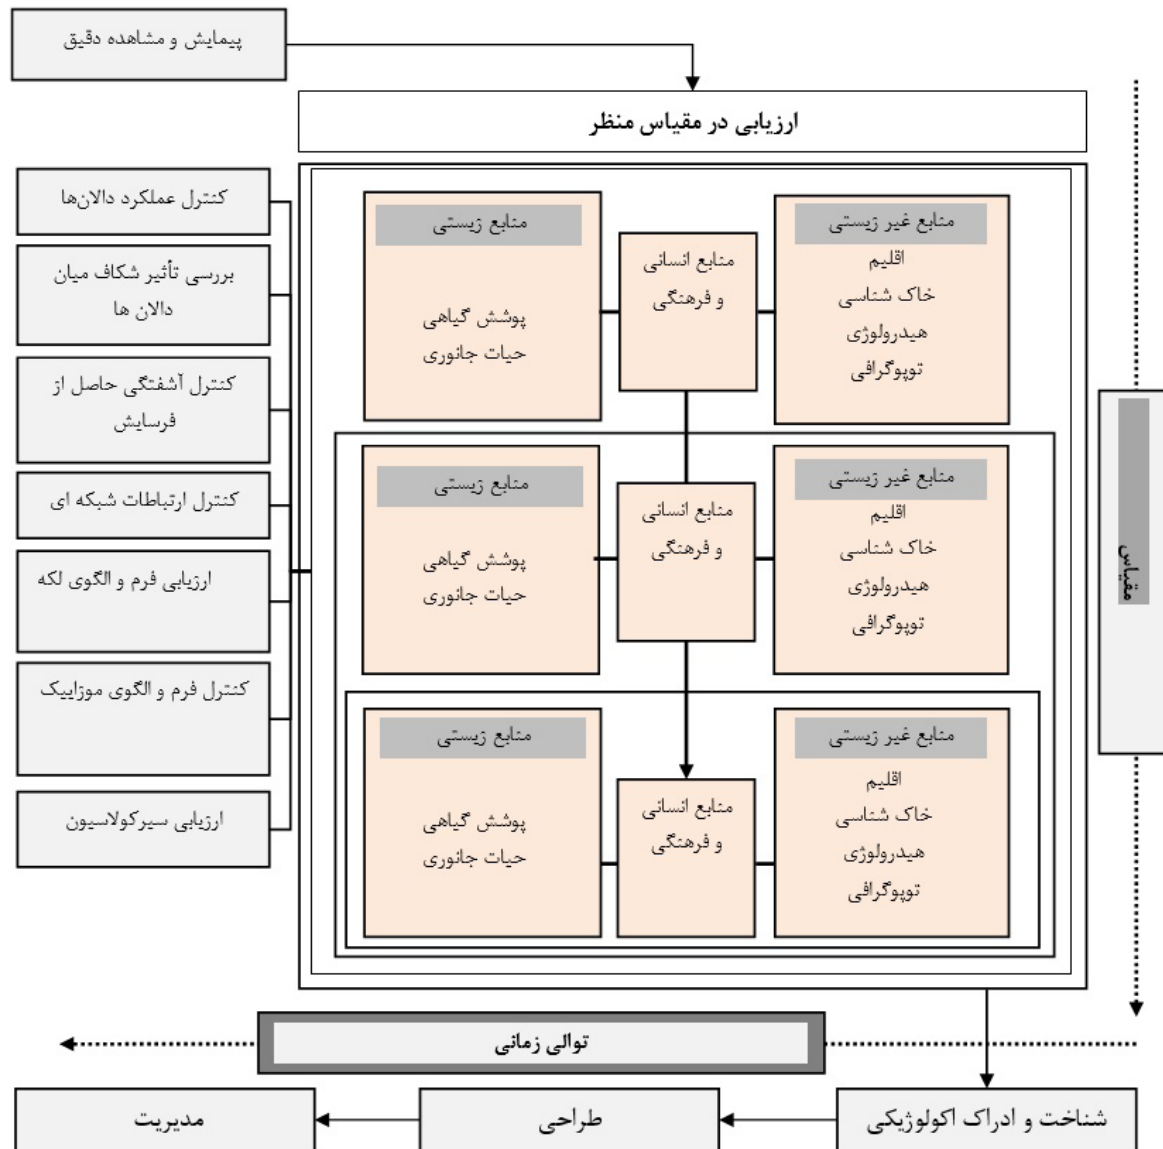 پیمایش و مشاهده دقیق
ارزیابی در مقیاس منظر
منابع غیر زیستی
اقلیم
خاک شناسی
هیدرولوژی
توپوگرافی
منابع انسانی
و فرهنگی
منابع زیستی
پوشش گیاهی
حیات جانوری
منابع غیر زیستی
اقلیم
خاک شناسی
هیدرولوژی
توپوگرافی
منابع انسانی
و فرهنگی
منابع زیستی
پوشش گیاهی
حیات جانوری
منابع غیر زیستی
اقلیم
خاک شناسی
هیدرولوژی
توپوگرافی
منابع انسانی
و فرهنگی
منابع زیستی
پوشش گیاهی
حیات جانوری
کنترل عملکرد دالان‌ها
بررسی تأثیر شکاف میان
دالان ها
کنترل آشفتگی حاصل از
فرسایش
کنترل ارتباطات شبکه ای
ارزیابی فرم و الگوی لکه
کنترل فرم و الگوی موزاییک
ارزیابی سیرکولاسیون
مقیاس
توالی زمانی
شناخت و ادراک اکولوژیکی
طراحی
مدیریت